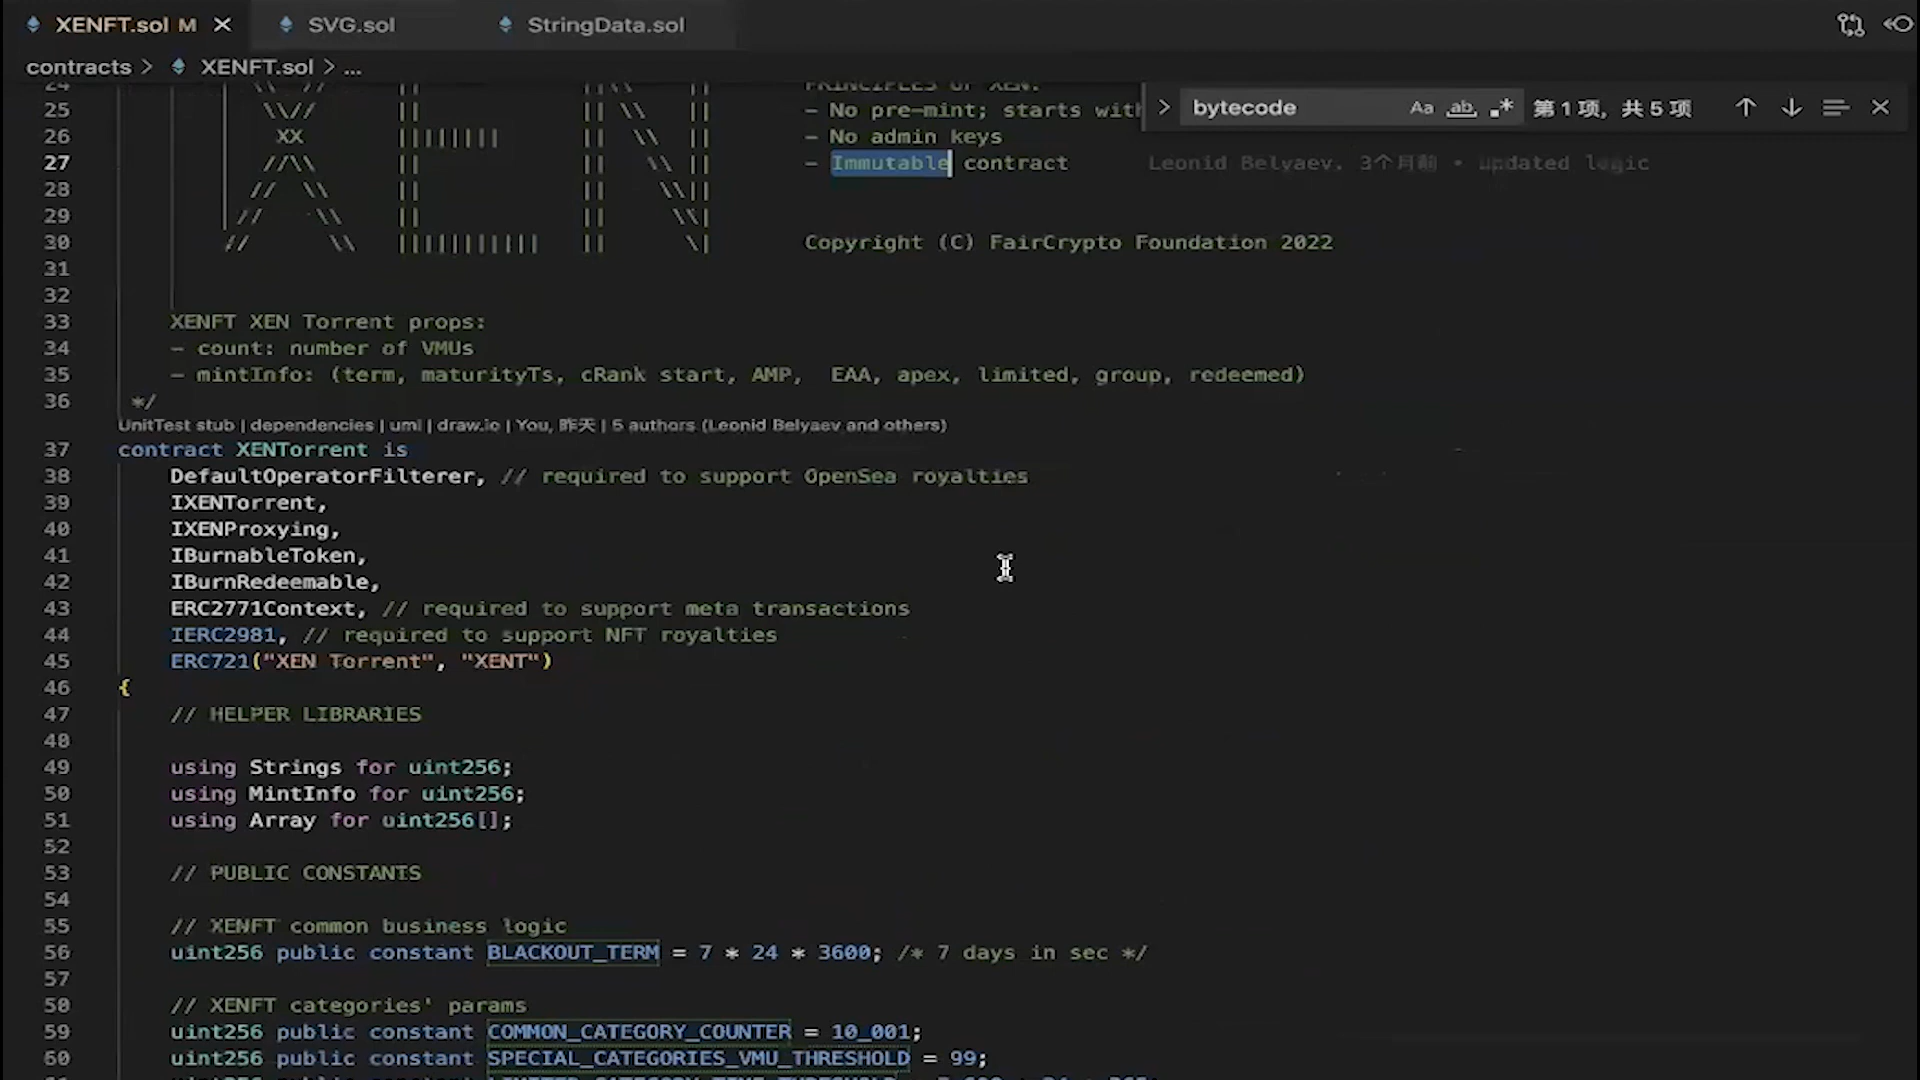 XENFT.sol M
SVG.sol
StringData.sol
contracts > XENFT.sol > ...
bytecode
Aa ab .* 第 1 项, 共 5 项
24 PRINCIPLES OF XEN:
25 \\// || || \\ || - No pre-mint; starts with
26 XX |||||||| || \\ || - No admin keys
27 //\\ || || \\ || - Immutable contract Leonid Belyaev, 3个月前 • updated logic
28 // \\ || || \\||
29 // \\ || || \\|
30 // \\ ||||||||||| || \| Copyright (C) FairCrypto Foundation 2022
31
32
33 XENFT XEN Torrent props:
34 - count: number of VMUs
35 - mintInfo: (term, maturityTs, cRank start, AMP, EAA, apex, limited, group, redeemed)
36 */
UnitTest stub | dependencies | uml | draw.io | You, 昨天 | 5 authors (Leonid Belyaev and others)
37 contract XENTorrent is
38 DefaultOperatorFilterer, // required to support OpenSea royalties
39 IXENTorrent,
40 IXENProxying,
41 IBurnableToken,
42 IBurnRedeemable,
43 ERC2771Context, // required to support meta transactions
44 IERC2981, // required to support NFT royalties
45 ERC721("XEN Torrent", "XENT")
46 {
47 // HELPER LIBRARIES
48
49 using Strings for uint256;
50 using MintInfo for uint256;
51 using Array for uint256[];
52
53 // PUBLIC CONSTANTS
54
55 // XENFT common business logic
56 uint256 public constant BLACKOUT_TERM = 7 * 24 * 3600; /* 7 days in sec */
57
58 // XENFT categories' params
59 uint256 public constant COMMON_CATEGORY_COUNTER = 10_001;
60 uint256 public constant SPECIAL_CATEGORIES_VMU_THRESHOLD = 99;